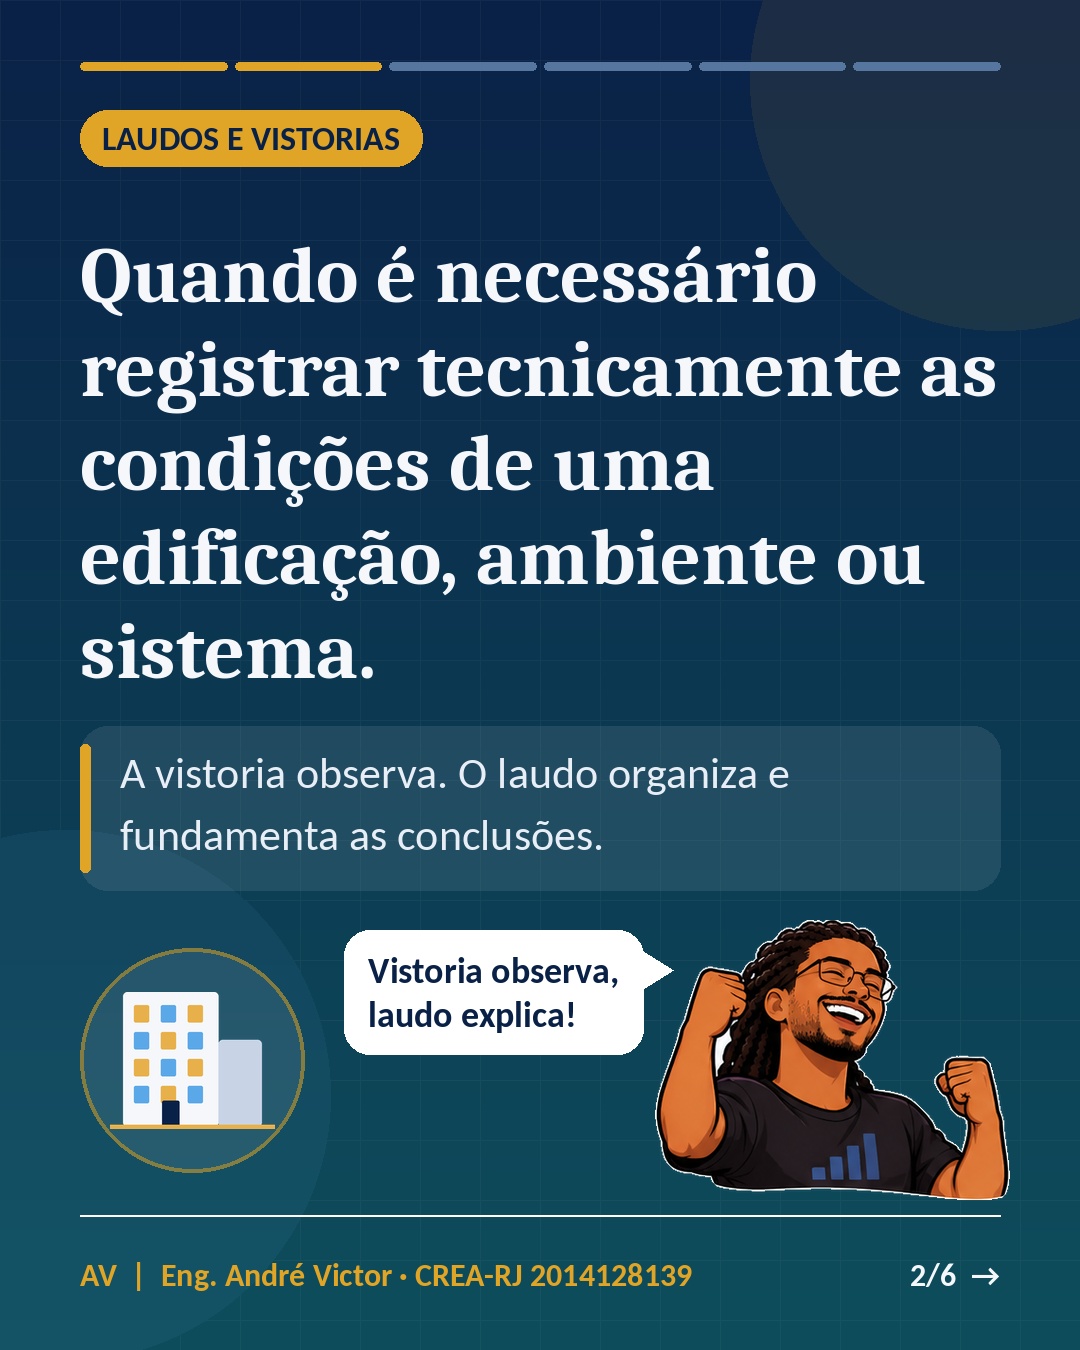 LAUDOS E VISTORIAS
Quando é necessário
registrar tecnicamente as
condições de uma
edificação, ambiente ou
sistema.
A vistoria observa. O laudo organiza e
fundamenta as conclusões.
Vistoria observa,
laudo explica!
AV | Eng. André Victor · CREA-RJ 2014128139
2/6 →